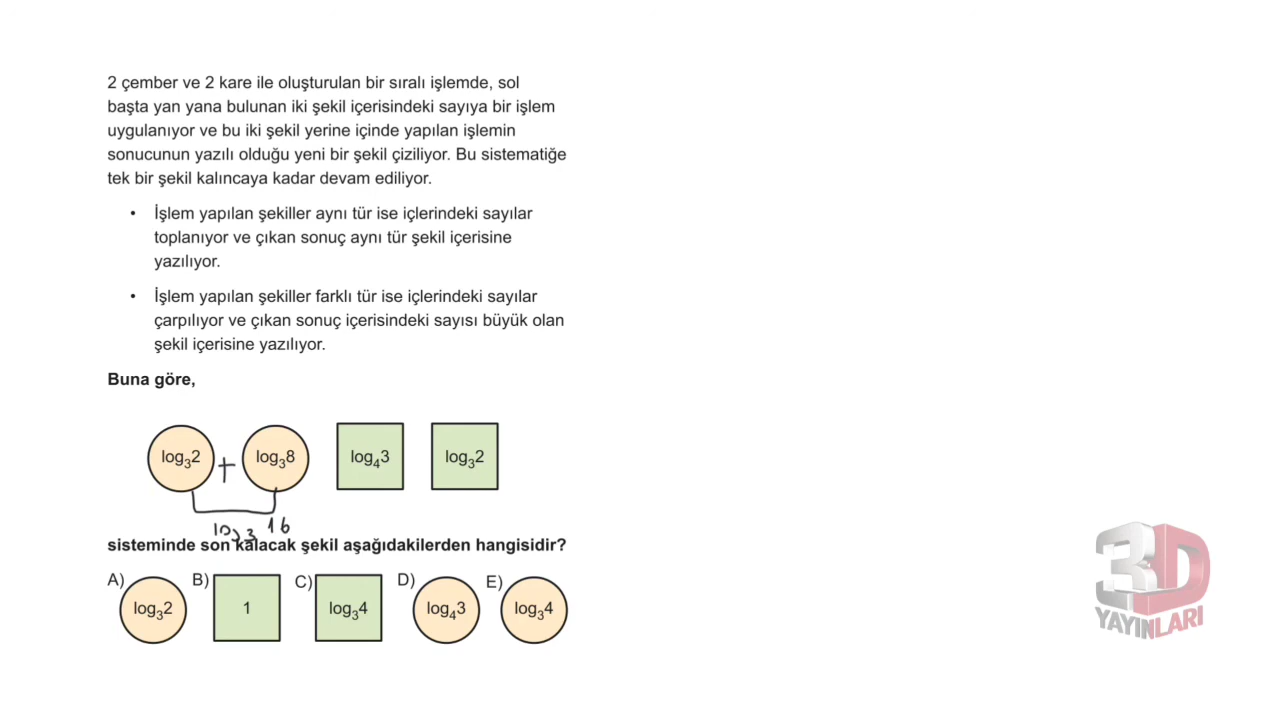 2 çember ve 2 kare ile oluşturulan bir sıralı işlemde, sol
başta yan yana bulunan iki şekil içerisindeki sayıya bir işlem
uygulanıyor ve bu iki şekil yerine içinde yapılan işlemin
sonucunun yazılı olduğu yeni bir şekil çiziliyor. Bu sistematiğe
tek bir şekil kalıncaya kadar devam ediliyor.
• İşlem yapılan şekiller aynı tür ise içlerindeki sayılar
toplanıyor ve çıkan sonuç aynı tür şekil içerisine
yazılıyor.
• İşlem yapılan şekiller farklı tür ise içlerindeki sayılar
çarpılıyor ve çıkan sonuç içerisindeki sayısı büyük olan
şekil içerisine yazılıyor.
Buna göre,
log₃2 + log₃8 log₄3 log₃2
log₃16
sisteminde son kalacak şekil aşağıdakilerden hangisidir?
A) log₃2 B) 1 C) log₃4 D) log₄3 E) log₃4
3D
YAYINLARI